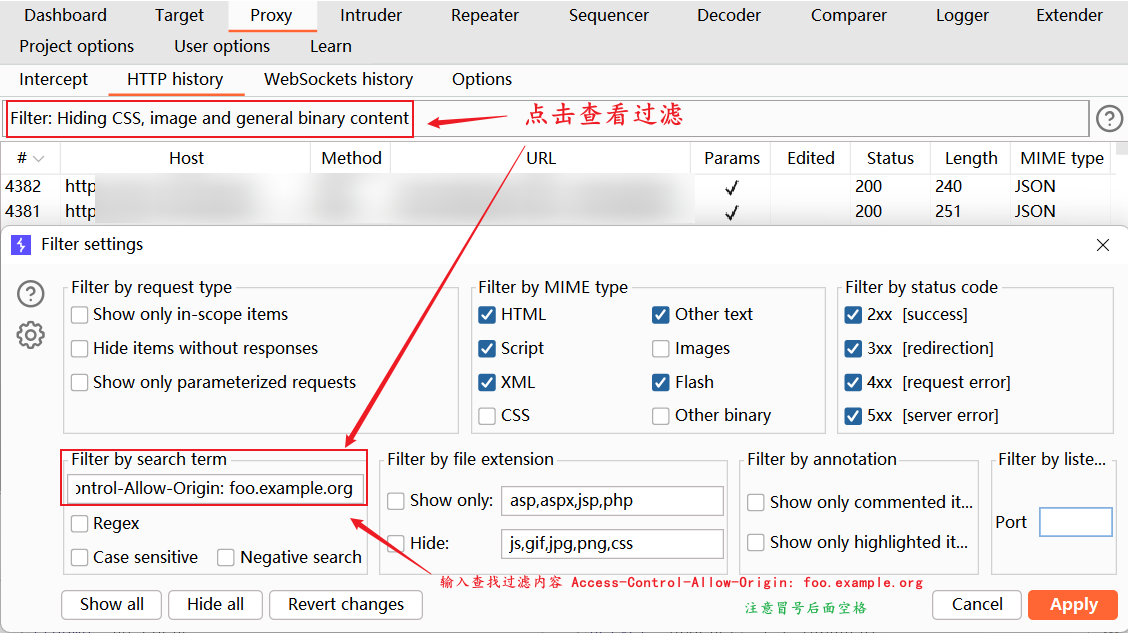 Dashboard Target Proxy Intruder Repeater Sequencer Decoder Comparer Logger Extender
Project options User options Learn
Intercept HTTP history WebSockets history Options
Filter: Hiding CSS, image and general binary content 点击查看过滤 ?
# Host Method URL Params Edited Status Length MIME type
4382 http ✓ 200 240 JSON
4381 http ✓ 200 251 JSON
Filter settings
Filter by request type Filter by MIME type Filter by status code
Show only in-scope items HTML Other text 2xx [success]
Hide items without responses Script Images 3xx [redirection]
Show only parameterized requests XML Flash 4xx [request error]
CSS Other binary 5xx [server error]
Filter by search term Filter by file extension Filter by annotation Filter by liste...
ontrol-Allow-Origin: foo.example.org Show only: asp,aspx,jsp,php Show only commented it...
Regex Port
Case sensitive Negative search Hide: js,gif,jpg,png,css Show only highlighted it...
输入查找过滤内容 Access-Control-Allow-Origin: foo.example.org
注意冒号后面空格
Show all Hide all Revert changes Cancel Apply